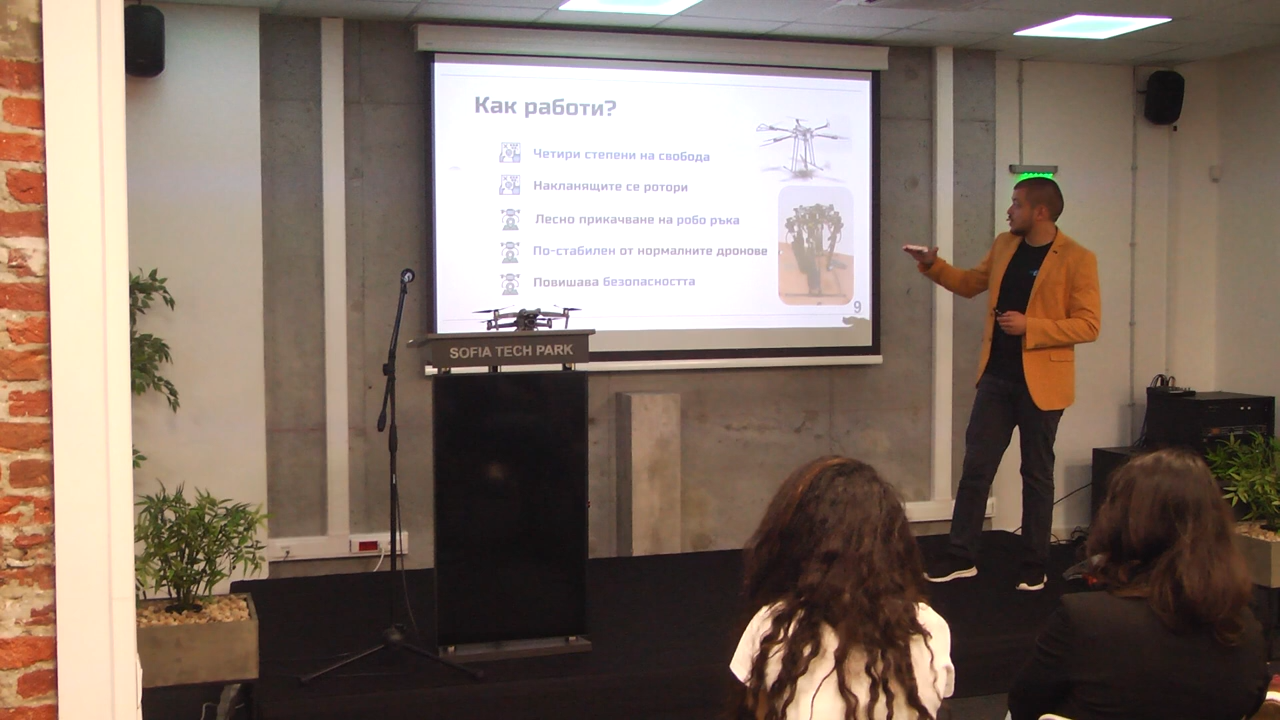 Как работи?
Четири степени на свобода
Накланящите се ротори
Лесно прикачване на робо ръка
По-стабилен от нормалните дронове
Повишава безопасността
9
SOFIA TECH PARK